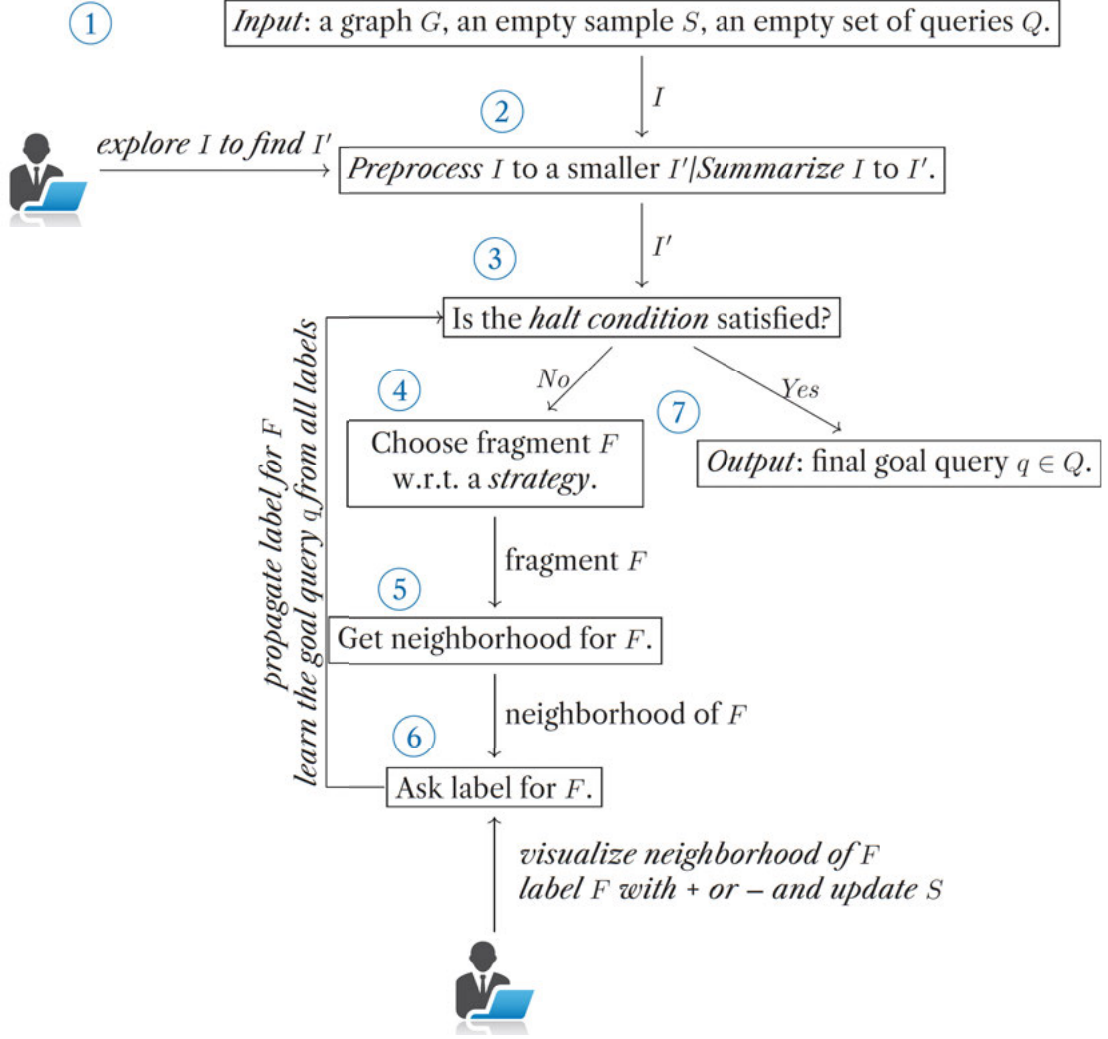 1
Input: a graph G, an empty sample S, an empty set of queries Q.
I
2
explore I to find I'
Preprocess I to a smaller I'|Summarize I to I'.
I'
3
Is the halt condition satisfied?
No
Yes
4
7
Choose fragment F
w.r.t. a strategy.
Output: final goal query q ∈ Q.
fragment F
5
Get neighborhood for F.
propagate label for F
learn the goal query q from all labels
neighborhood of F
6
Ask label for F.
visualize neighborhood of F
label F with + or – and update S